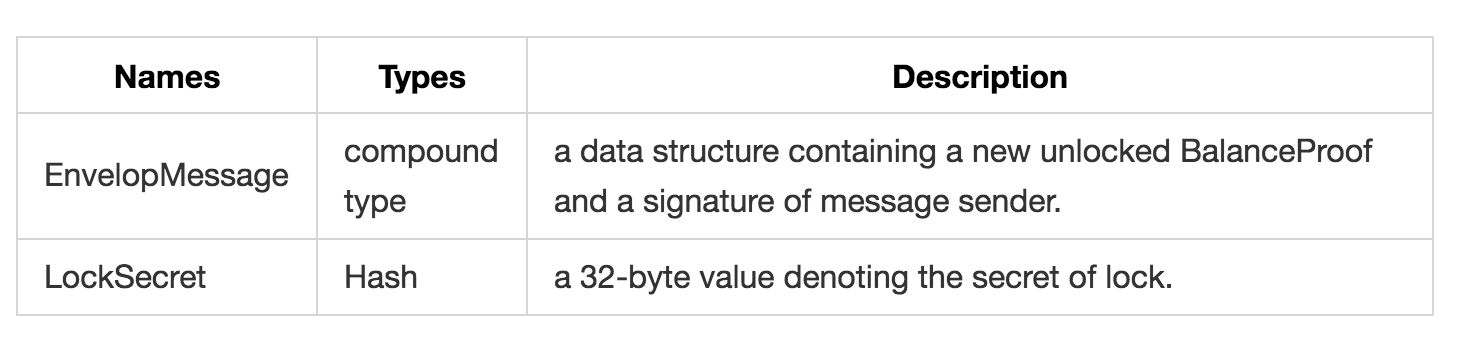 Names Types Description
EnvelopMessage compound type a data structure containing a new unlocked BalanceProof
and a signature of message sender.
LockSecret Hash a 32-byte value denoting the secret of lock.